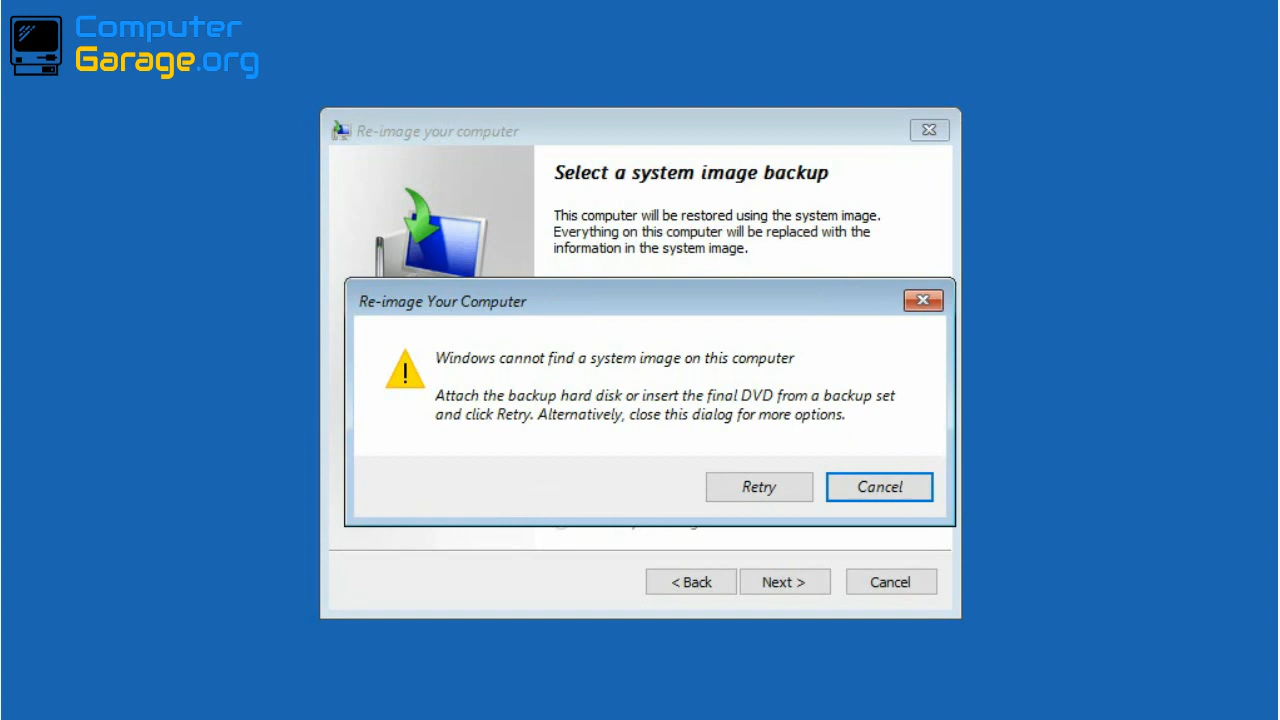 Computer
Garage.org
Re-image your computer
Select a system image backup
This computer will be restored using the system image.
Everything on this computer will be replaced with the
information in the system image.
Re-image Your Computer
Windows cannot find a system image on this computer
Attach the backup hard disk or insert the final DVD from a backup set
and click Retry. Alternatively, close this dialog for more options.
Retry
Cancel
< Back
Next >
Cancel